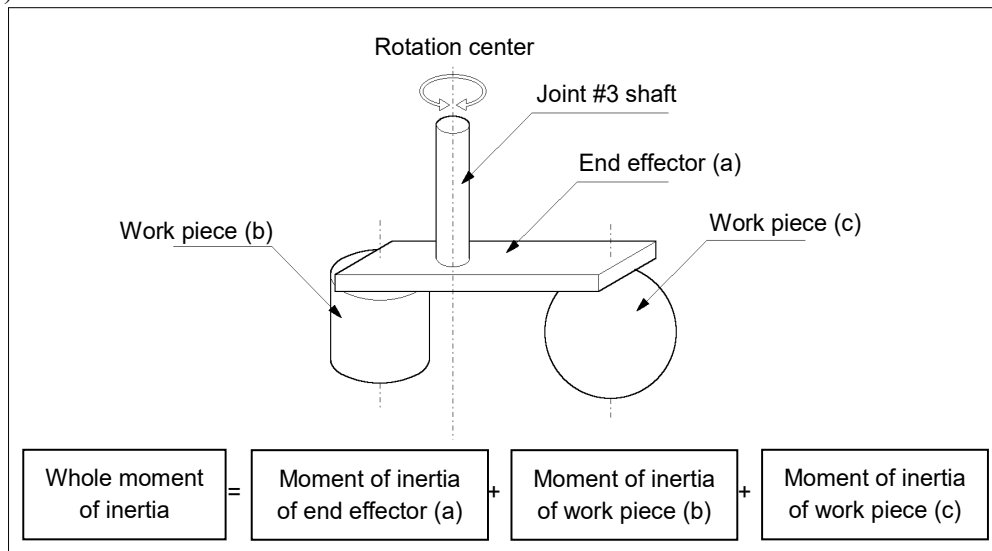 )
Rotation center
Joint #3 shaft
End effector (a)
Work piece (b)
Work piece (c)
Whole moment
of inertia
=
Moment of inertia
of end effector (a)
+
Moment of inertia
of work piece (b)
+
Moment of inertia
of work piece (c)